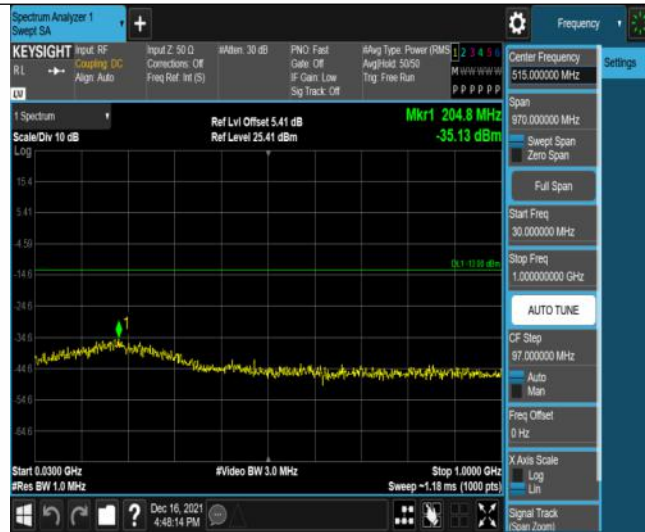 Spectrum Analyzer 1
Swept SA
+
Frequency
KEYSIGHT
RL
LW
Input: RF
Coupling: DC
Align: Auto
Input Z: 50 Ω
Corrections: Off
Freq Ref: Int (S)
#Atten: 30 dB
PNO: Fast
Gate: Off
IF Gain: Low
Sig Track: Off
#Avg Type: Power (RMS
Avg|Hold: 50/50
Trig: Free Run
1 2 3 4 5 6
M W W W W W
P P P P P P
1 Spectrum
Scale/Div 10 dB
Log
Ref Lvl Offset 5.41 dB
Ref Level 25.41 dBm
Mkr1 204.8 MHz
-35.13 dBm
15.4
5.41
-4.59
-14.6
-24.6
-34.6
-44.6
-54.6
-64.6
DL1 -13.00 dBm
1
Start 0.0300 GHz
#Res BW 1.0 MHz
#Video BW 3.0 MHz
Stop 1.0000 GHz
Sweep ~1.18 ms (1000 pts)
Dec 16, 2021
4:48:14 PM
Settings
Center Frequency
515.000000 MHz
Span
970.000000 MHz
Swept Span
Zero Span
Full Span
Start Freq
30.000000 MHz
Stop Freq
1.000000000 GHz
AUTO TUNE
CF Step
97.000000 MHz
Auto
Man
Freq Offset
0 Hz
X Axis Scale
Log
Lin
Signal Track
(Span Zoom)